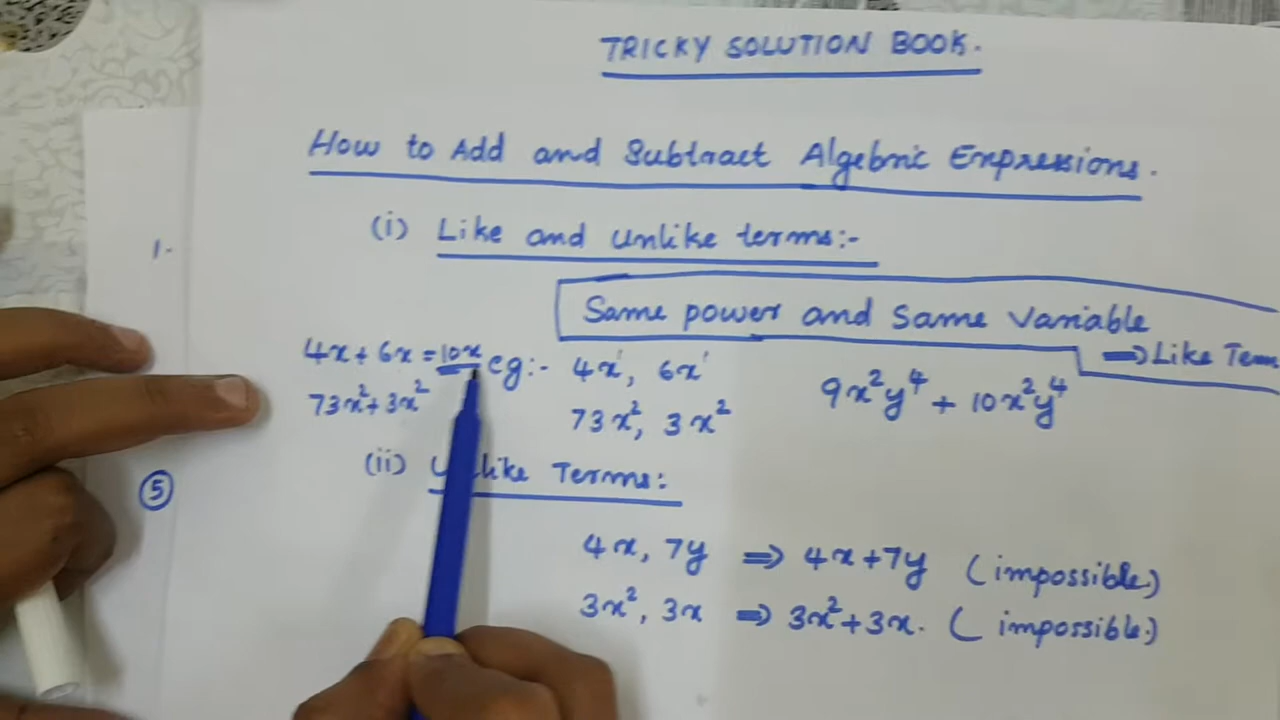 TRICKY SOLUTION BOOK.
How to Add and Subtract Algebric Expressions.
1.
(i) Like and unlike terms:-
Same power and Same Variable
⇒ Like Term
4x + 6x = 10x
eg:- 4x¹, 6x¹
73x² + 3x²
73x², 3x²
9x²y⁴ + 10x²y⁴
(ii) Terms:
5
4x, 7y ⇒ 4x+7y (impossible)
3x², 3x ⇒ 3x²+3x. (impossible.)